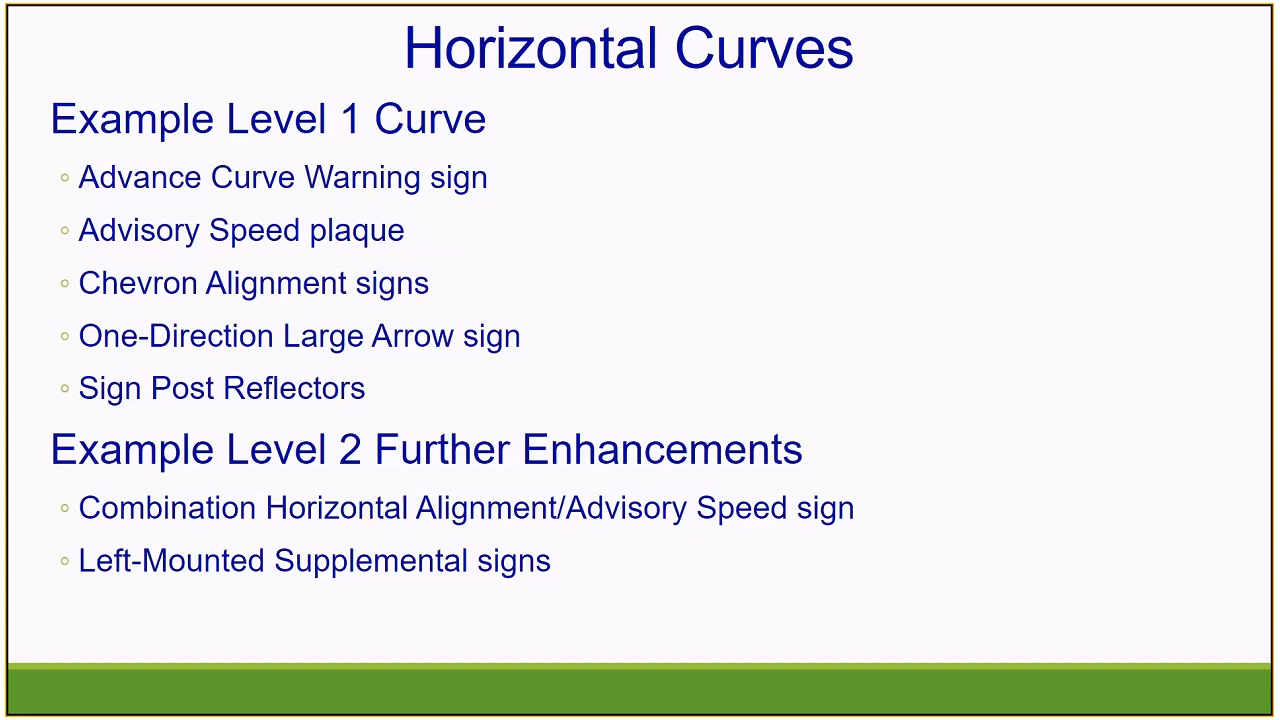 Horizontal Curves
Example Level 1 Curve
◦ Advance Curve Warning sign
◦ Advisory Speed plaque
◦ Chevron Alignment signs
◦ One-Direction Large Arrow sign
◦ Sign Post Reflectors
Example Level 2 Further Enhancements
◦ Combination Horizontal Alignment/Advisory Speed sign
◦ Left-Mounted Supplemental signs